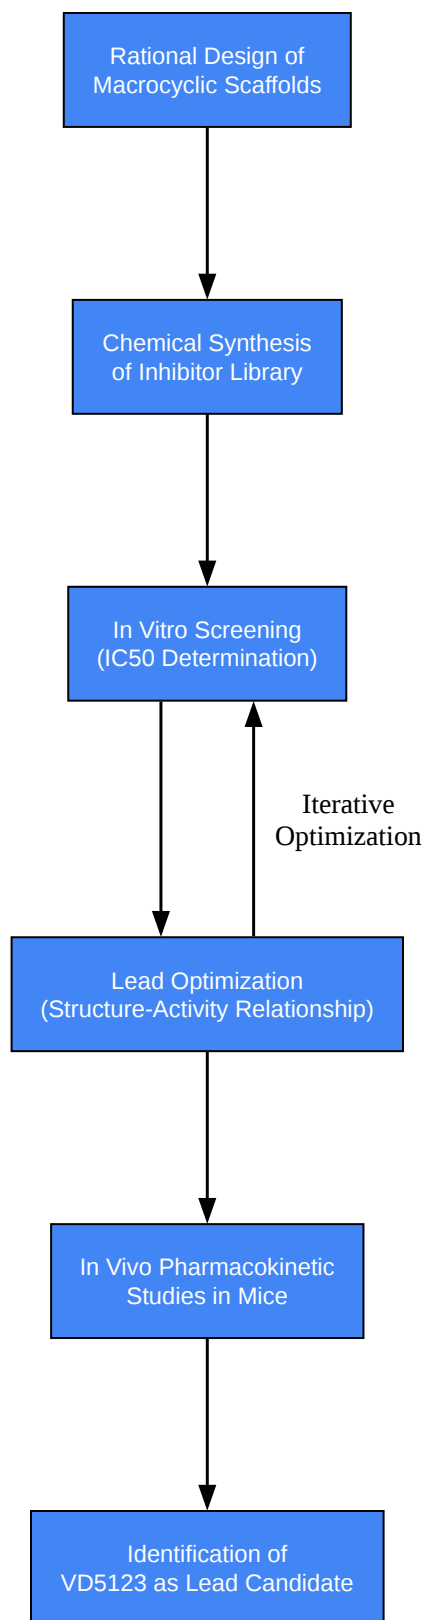 Rational Design of
Macrocyclic Scaffolds
Chemical Synthesis
of Inhibitor Library
In Vitro Screening
(IC50 Determination)
Iterative
Optimization
Lead Optimization
(Structure-Activity Relationship)
In Vivo Pharmacokinetic
Studies in Mice
Identification of
VD5123 as Lead Candidate